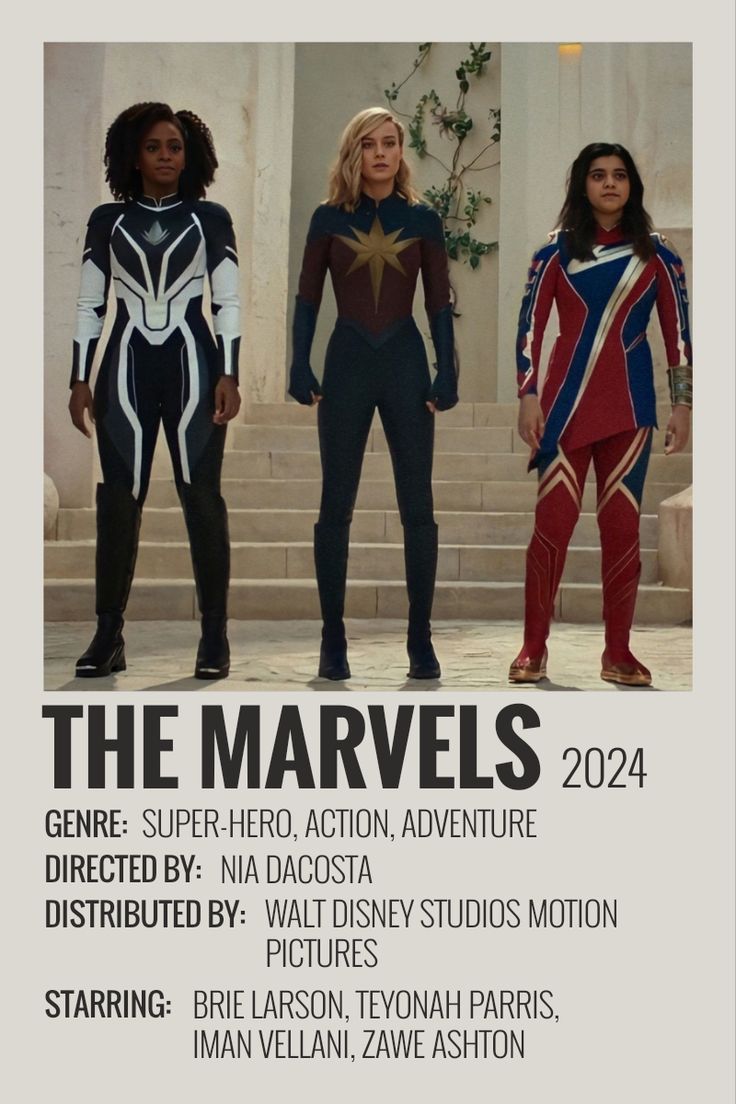 THE MARVELS 2024
GENRE: SUPER-HERO, ACTION, ADVENTURE
DIRECTED BY: NIA DACOSTA
DISTRIBUTED BY: WALT DISNEY STUDIOS MOTION
PICTURES
STARRING: BRIE LARSON, TEYONAH PARRIS,
IMAN VELLANI, ZAWE ASHTON